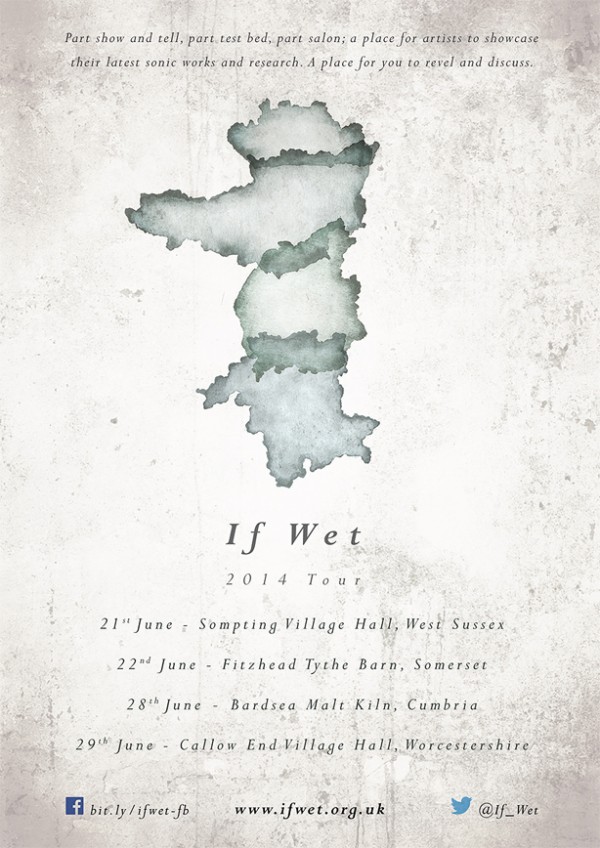 Part show and tell, part test bed, part salon; a place for artists to showcase
their latest sonic works and research. A place for you to revel and discuss.
If Wet
2014 Tour
21st June - Sompting Village Hall, West Sussex
22nd June - Fitzhead Tythe Barn, Somerset
28th June - Bardsea Malt Kiln, Cumbria
29th June - Callow End Village Hall, Worcestershire
bit.ly/ifwet-fb www.ifwet.org.uk @If_Wet